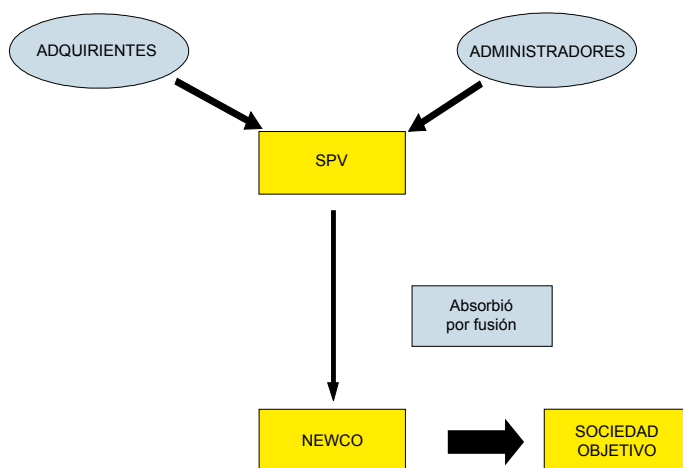 ADQUIRIENTES
ADMINISTRADORES
SPV
Absorbió
por fusión
NEWCO
SOCIEDAD
OBJETIVO